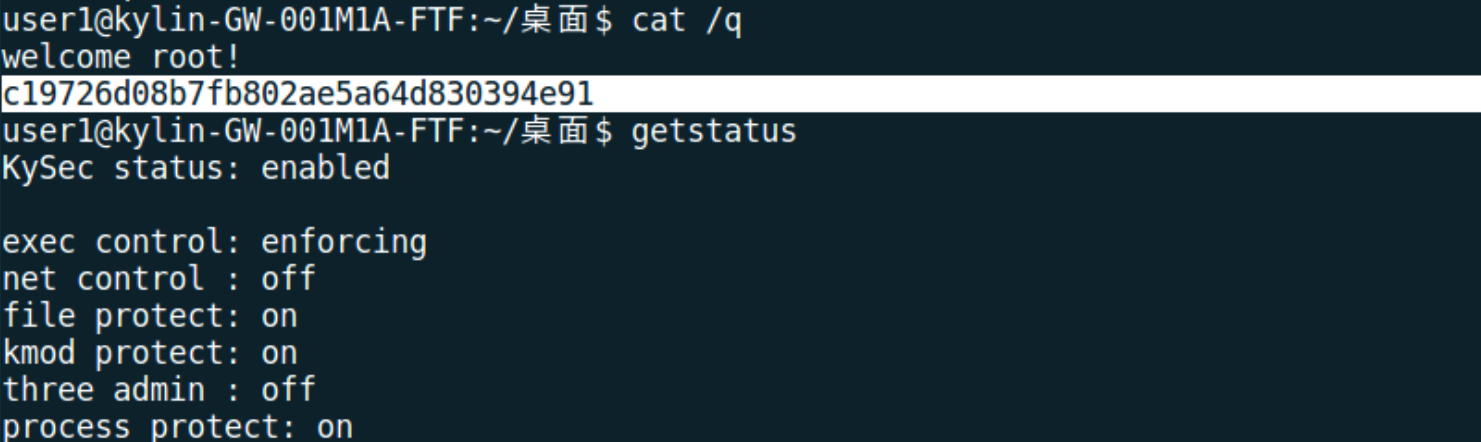 user1@kylin-GW-001M1A-FTF:~/桌面$ cat /q
welcome root!
c19726d08b7fb802ae5a64d830394e91
user1@kylin-GW-001M1A-FTF:~/桌面$ getstatus
KySec status: enabled
exec control: enforcing
net control : off
file protect: on
kmod protect: on
three admin : off
process protect: on